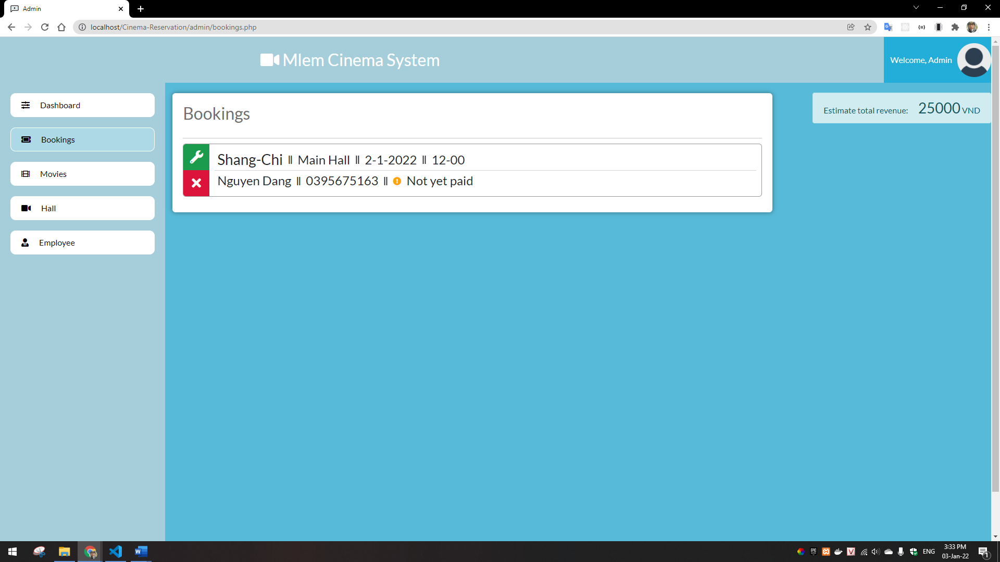 Admin
localhost/Cinema-Reservation/admin/bookings.php
Mlem Cinema System
Welcome, Admin
Dashboard
Bookings
Movies
Hall
Employee
Bookings
Shang-Chi || Main Hall || 2-1-2022 || 12-00
Nguyen Dang || 0395675163 || Not yet paid
Estimate total revenue: 25000 VND
ENG
3:33 PM
03-Jan-22
1